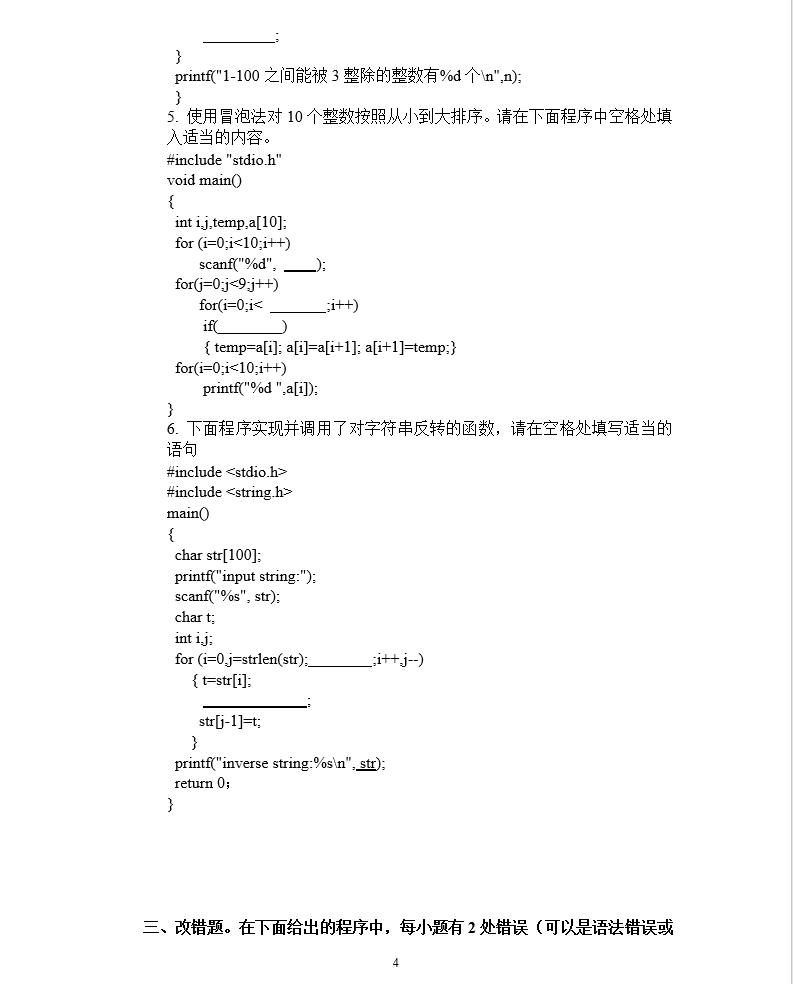 _________;
}
printf("1-100 之间能被 3 整除的整数有%d 个\n",n);
}
5. 使用冒泡法对 10 个整数按照从小到大排序。请在下面程序中空格处填
入适当的内容。
#include "stdio.h"
void main()
{
int i,j,temp,a[10];
for (i=0;i<10;i++)
scanf("%d", ____);
for(j=0;j<9;j++)
for(i=0;i< _______;i++)
if(________)
{ temp=a[i]; a[i]=a[i+1]; a[i+1]=temp;}
for(i=0;i<10;i++)
printf("%d ",a[i]);
}
6. 下面程序实现并调用了对字符串反转的函数，请在空格处填写适当的
语句
#include <stdio.h>
#include <string.h>
main()
{
char str[100];
printf("input string:");
scanf("%s", str);
char t;
int i,j;
for (i=0,j=strlen(str);________;i++,j--)
{ t=str[i];
_____________;
str[j-1]=t;
}
printf("inverse string:%s\n", str);
return 0；
}
三、改错题。在下面给出的程序中，每小题有 2 处错误（可以是语法错误或
4